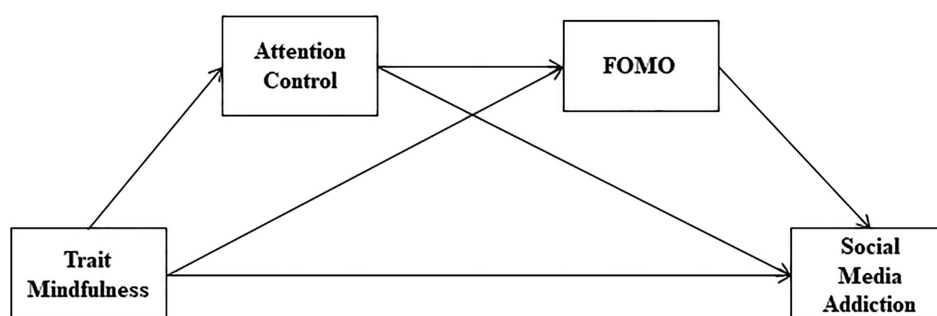 Attention
Control
FOMO
Trait
Mindfulness
Social
Media
Addiction